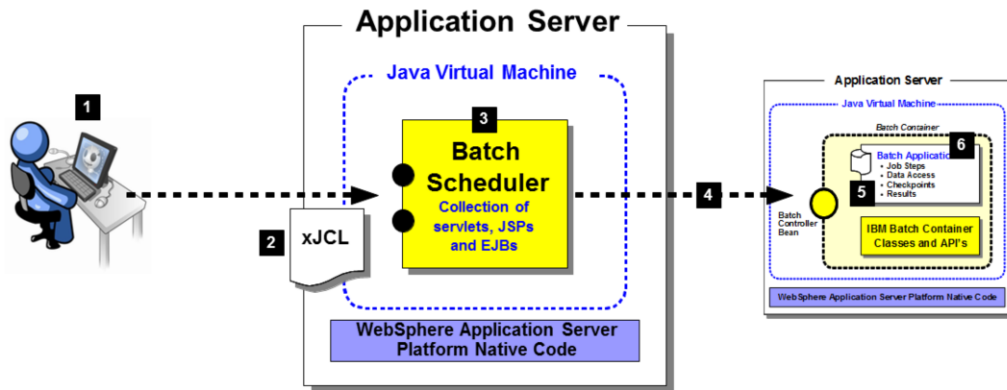 Application Server
Java Virtual Machine
1
3
Batch
Scheduler
Collection of
servlets, JSPs
and EJBs
2
xJCL
WebSphere Application Server
Platform Native Code
4
Application Server
Java Virtual Machine
Batch Container
6
Batch Application
• Job Steps
• Data Access
• Checkpoints
• Results
5
Batch
Controller
Bean
IBM Batch Container
Classes and API's
WebSphere Application Server Platform Native Code